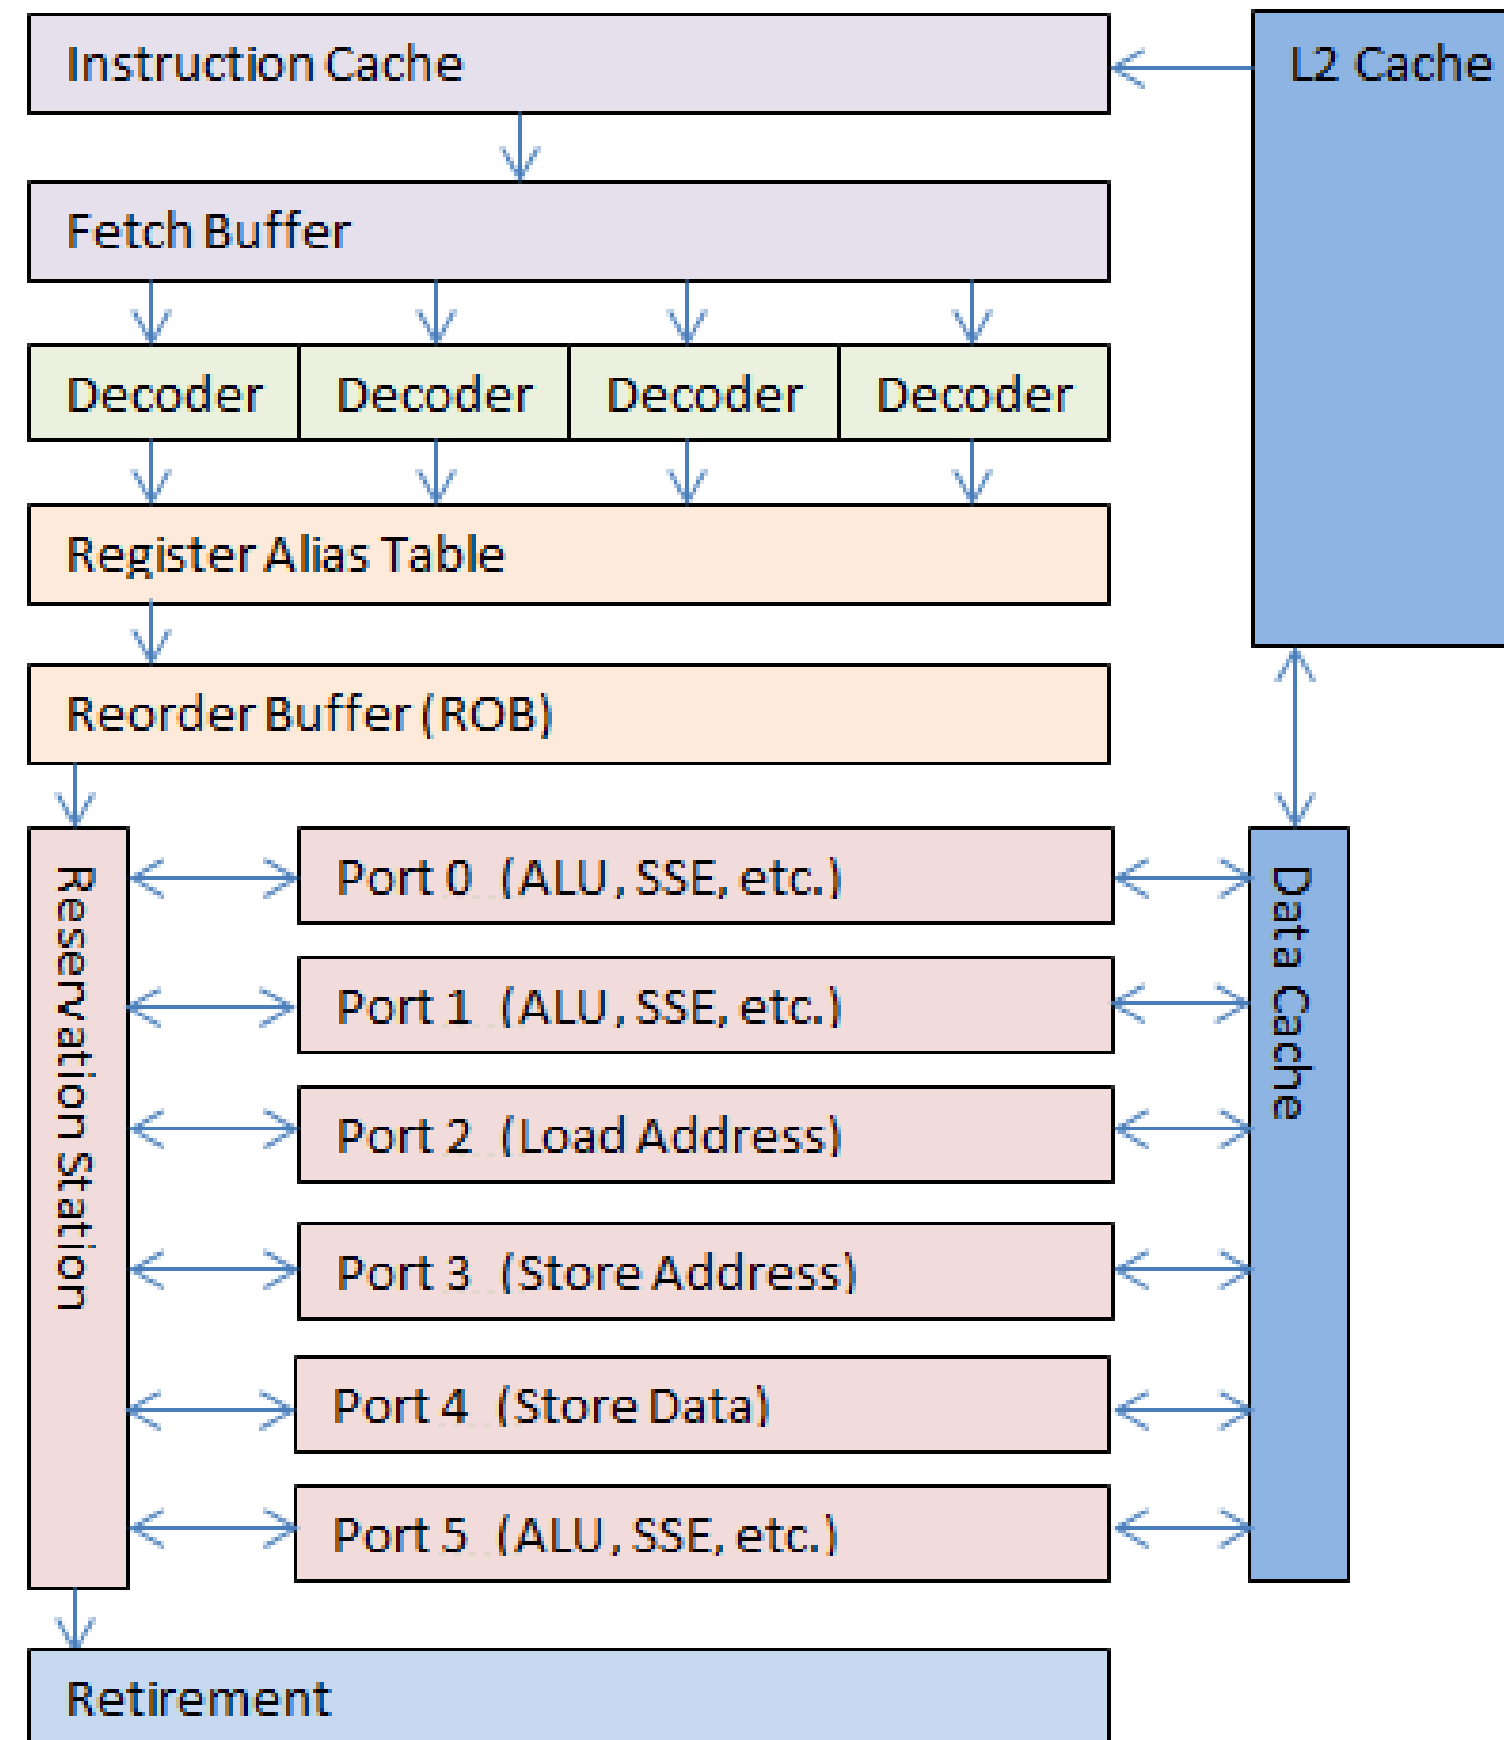 Instruction Cache
L2 Cache
Fetch Buffer
Decoder
Decoder
Decoder
Decoder
Register Alias Table
Reorder Buffer (ROB)
Reservation Station
Port 0 (ALU, SSE, etc.)
Port 1 (ALU, SSE, etc.)
Port 2 (Load Address)
Port 3 (Store Address)
Port 4 (Store Data)
Port 5 (ALU, SSE, etc.)
Data Cache
Retirement